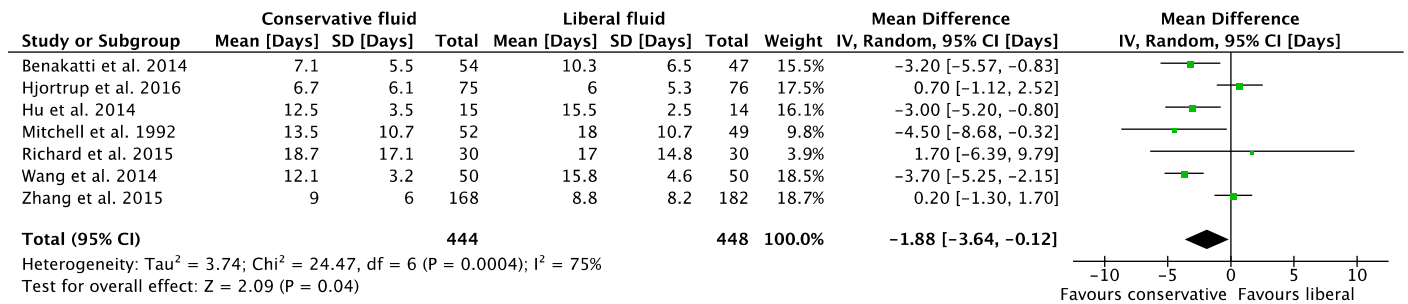 Conservative fluid Liberal fluid Mean Difference Mean Difference
Study or Subgroup Mean [Days] SD [Days] Total Mean [Days] SD [Days] Total Weight IV, Random, 95% CI [Days] IV, Random, 95% CI [Days]
Benakatti et al. 2014 7.1 5.5 54 10.3 6.5 47 15.5% −3.20 [−5.57, −0.83]
Hjortrup et al. 2016 6.7 6.1 75 6 5.3 76 17.5% 0.70 [−1.12, 2.52]
Hu et al. 2014 12.5 3.5 15 15.5 2.5 14 16.1% −3.00 [−5.20, −0.80]
Mitchell et al. 1992 13.5 10.7 52 18 10.7 49 9.8% −4.50 [−8.68, −0.32]
Richard et al. 2015 18.7 17.1 30 17 14.8 30 3.9% 1.70 [−6.39, 9.79]
Wang et al. 2014 12.1 3.2 50 15.8 4.6 50 18.5% −3.70 [−5.25, −2.15]
Zhang et al. 2015 9 6 168 8.8 8.2 182 18.7% 0.20 [−1.30, 1.70]
Total (95% CI) 444 448 100.0% −1.88 [−3.64, −0.12]
Heterogeneity: Tau² = 3.74; Chi² = 24.47, df = 6 (P = 0.0004); I² = 75%
Test for overall effect: Z = 2.09 (P = 0.04)
−10 −5 0 5 10
Favours conservative Favours liberal